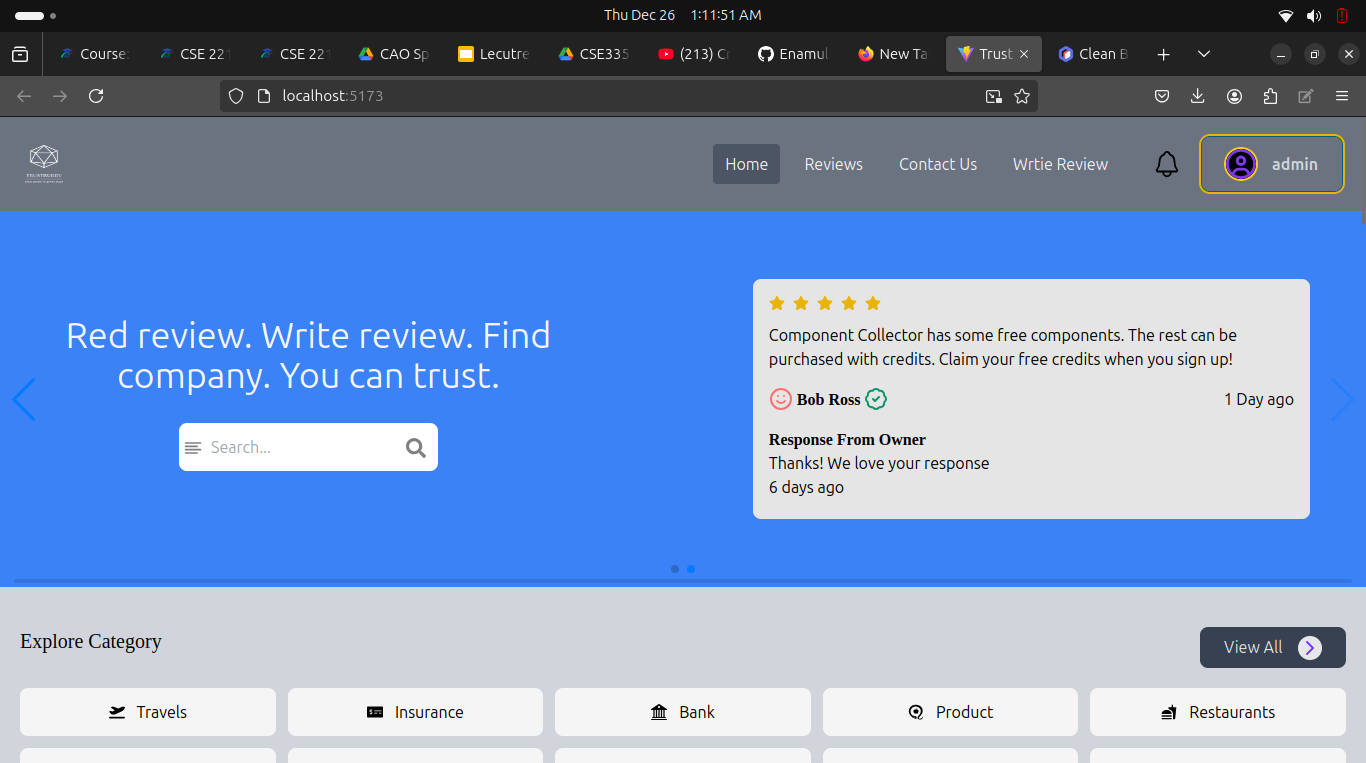 Thu Dec 26 1:11:51 AM
Course: CSE 221 CSE 221 CAO Sp Lecutre CSE335 (213) Cr Enamul New Ta Trust Clean B
localhost:5173
Home Reviews Contact Us Wrtie Review admin
Red review. Write review. Find
company. You can trust.
Search...
Component Collector has some free components. The rest can be
purchased with credits. Claim your free credits when you sign up!
Bob Ross 1 Day ago
Response From Owner
Thanks! We love your response
6 days ago
Explore Category
View All
Travels Insurance Bank Product Restaurants